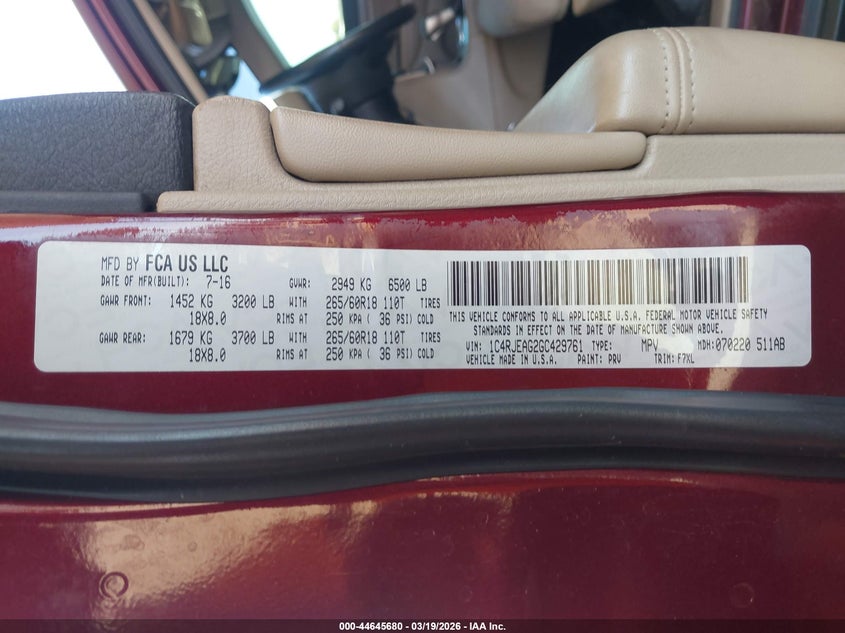 MFD BY FCA US LLC
DATE OF MFR(BUILT): 7-16 GVWR: 2949 KG 6500 LB
GAWR FRONT: 1452 KG 3200 LB WITH 265/60R18 110T TIRES
18X8.0 RIMS AT 250 KPA ( 36 PSI) COLD
GAWR REAR: 1679 KG 3700 LB WITH 265/60R18 110T TIRES
18X8.0 RIMS AT 250 KPA ( 36 PSI) COLD
THIS VEHICLE CONFORMS TO ALL APPLICABLE U.S.A. FEDERAL MOTOR VEHICLE SAFETY
STANDARDS IN EFFECT ON THE DATE OF MANUFACTURE SHOWN ABOVE.
VIN: 1C4RJEAG2GC429761 TYPE: MPV MDH: 070220 511AB
VEHICLE MADE IN U.S.A. PAINT: PRV TRIM: F7XL
000-44645680 - 03/19/2026 - IAA Inc.